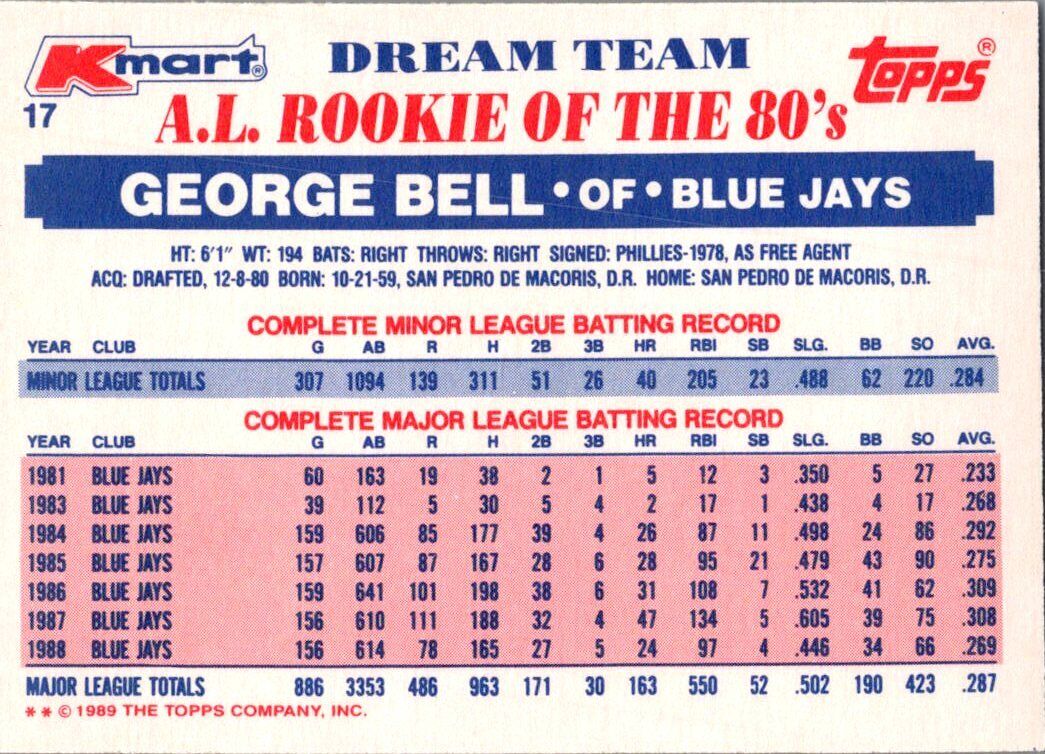 Kmart® DREAM TEAM Topps®
17 A.L. ROOKIE OF THE 80's
GEORGE BELL • OF • BLUE JAYS
HT: 6'1" WT: 194 BATS: RIGHT THROWS: RIGHT SIGNED: PHILLIES-1978, AS FREE AGENT
ACQ: DRAFTED, 12-8-80 BORN: 10-21-59, SAN PEDRO DE MACORIS, D.R. HOME: SAN PEDRO DE MACORIS, D.R.
COMPLETE MINOR LEAGUE BATTING RECORD
YEAR CLUB G AB R H 2B 3B HR RBI SB SLG. BB SO AVG.
MINOR LEAGUE TOTALS 307 1094 139 311 51 26 40 205 23 .488 62 220 .284
COMPLETE MAJOR LEAGUE BATTING RECORD
YEAR CLUB G AB R H 2B 3B HR RBI SB SLG. BB SO AVG.
1981 BLUE JAYS 60 163 19 38 2 1 5 12 3 .350 5 27 .233
1983 BLUE JAYS 39 112 5 30 5 4 2 17 1 .438 4 17 .268
1984 BLUE JAYS 159 606 85 177 39 4 26 87 11 .498 24 86 .292
1985 BLUE JAYS 157 607 87 167 28 6 28 95 21 .479 43 90 .275
1986 BLUE JAYS 159 641 101 198 38 6 31 108 7 .532 41 62 .309
1987 BLUE JAYS 156 610 111 188 32 4 47 134 5 .605 39 75 .308
1988 BLUE JAYS 156 614 78 165 27 5 24 97 4 .446 34 66 .269
MAJOR LEAGUE TOTALS 886 3353 486 963 171 30 163 550 52 .502 190 423 .287
* * © 1989 THE TOPPS COMPANY, INC.